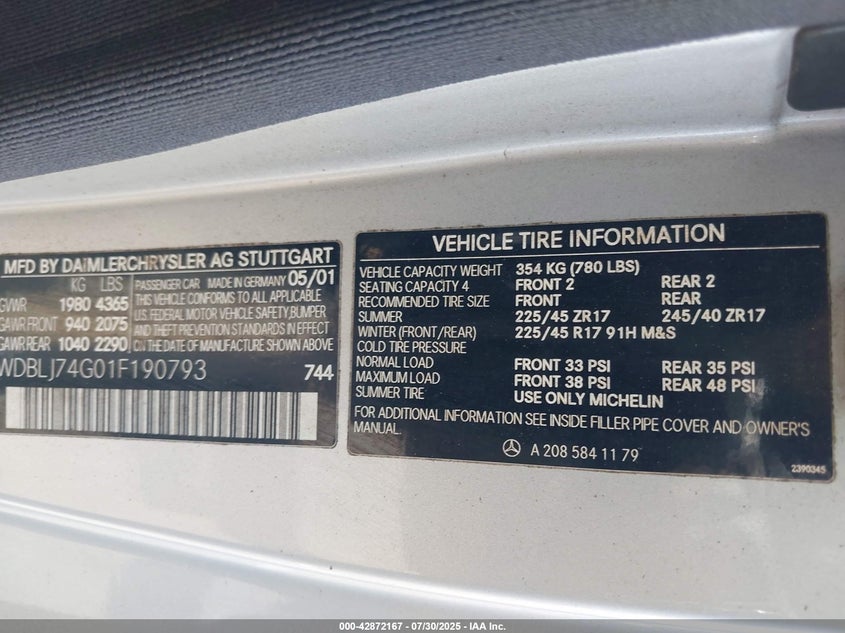 MFD BY DAIMLERCHRYSLER AG STUTTGART
KG LBS PASSENGER CAR MADE IN GERMANY 05/01
GVWR 1980 4365 THIS VEHICLE CONFORMS TO ALL APPLICABLE
GAWR FRONT 940 2075 U.S. FEDERAL MOTOR VEHICLE SAFETY, BUMPER
GAWR REAR 1040 2290 AND THEFT PREVENTION STANDARDS IN EFFECT
ON THE DATE OF MANUFACTURE SHOWN ABOVE.
WDBLJ74G01F190793 744
VEHICLE TIRE INFORMATION
VEHICLE CAPACITY WEIGHT 354 KG (780 LBS)
SEATING CAPACITY 4 FRONT 2 REAR 2
RECOMMENDED TIRE SIZE FRONT REAR
SUMMER 225/45 ZR17 245/40 ZR17
WINTER (FRONT/REAR) 225/45 R17 91H M&S
COLD TIRE PRESSURE
NORMAL LOAD FRONT 33 PSI REAR 35 PSI
MAXIMUM LOAD FRONT 38 PSI REAR 48 PSI
SUMMER TIRE USE ONLY MICHELIN
FOR ADDITIONAL INFORMATION SEE INSIDE FILLER PIPE COVER AND OWNER'S
MANUAL.
A 208 584 11 79
2390345
000-42872167 - 07/30/2025 - IAA Inc.